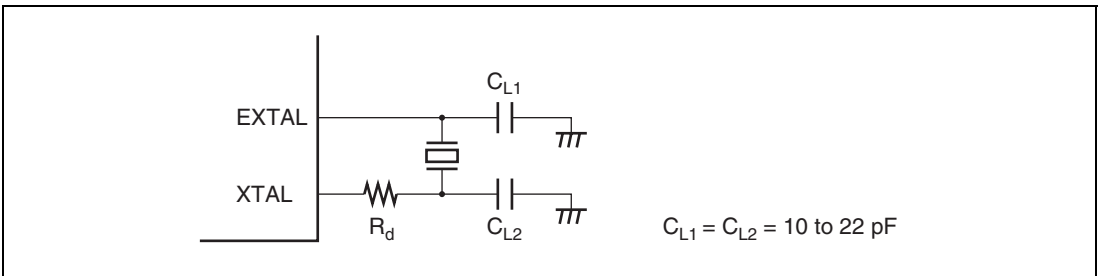 EXTAL
C_L1
XTAL
R_d
C_L2
C_L1 = C_L2 = 10 to 22 pF